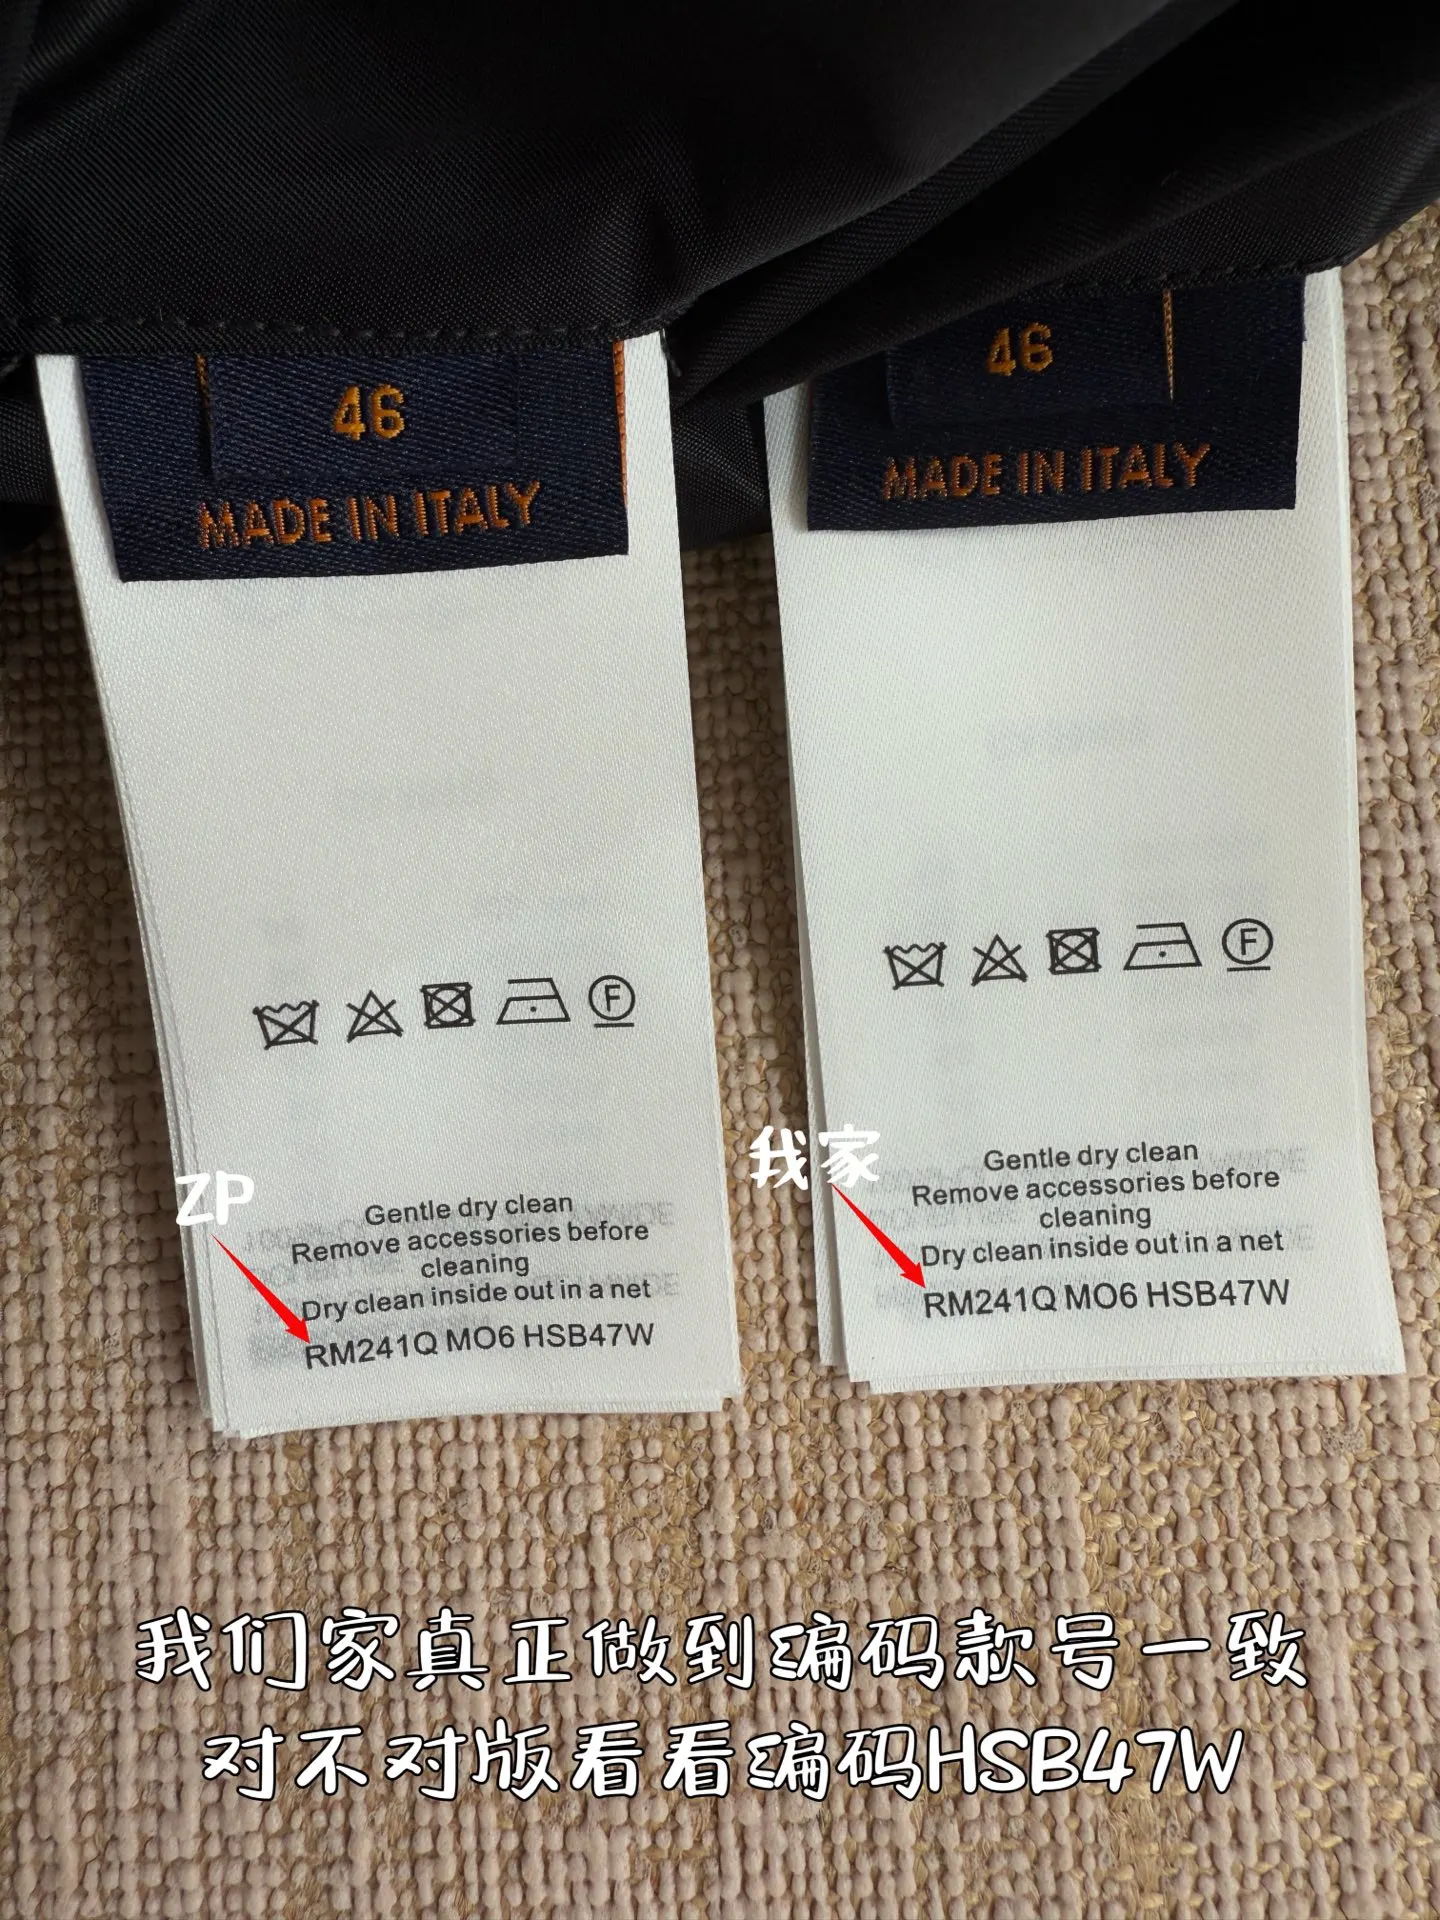 46
MADE IN ITALY
ZP
Gentle dry clean
Remove accessories before
cleaning
Dry clean inside out in a net
RM241Q MO6 HSB47W
46
MADE IN ITALY
F
F
我家
Gentle dry clean
Remove accessories before
cleaning
Dry clean inside out in a net
RM241Q MO6 HSB47W
我们家真正做到编码款号一致
对不对版看看编码HSB47W